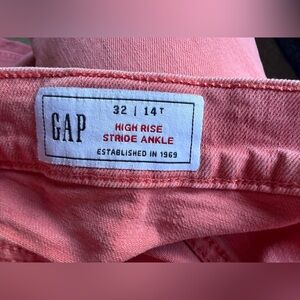 GAP
32 | 14T
HIGH RISE
STRIDE ANKLE
ESTABLISHED IN 1969